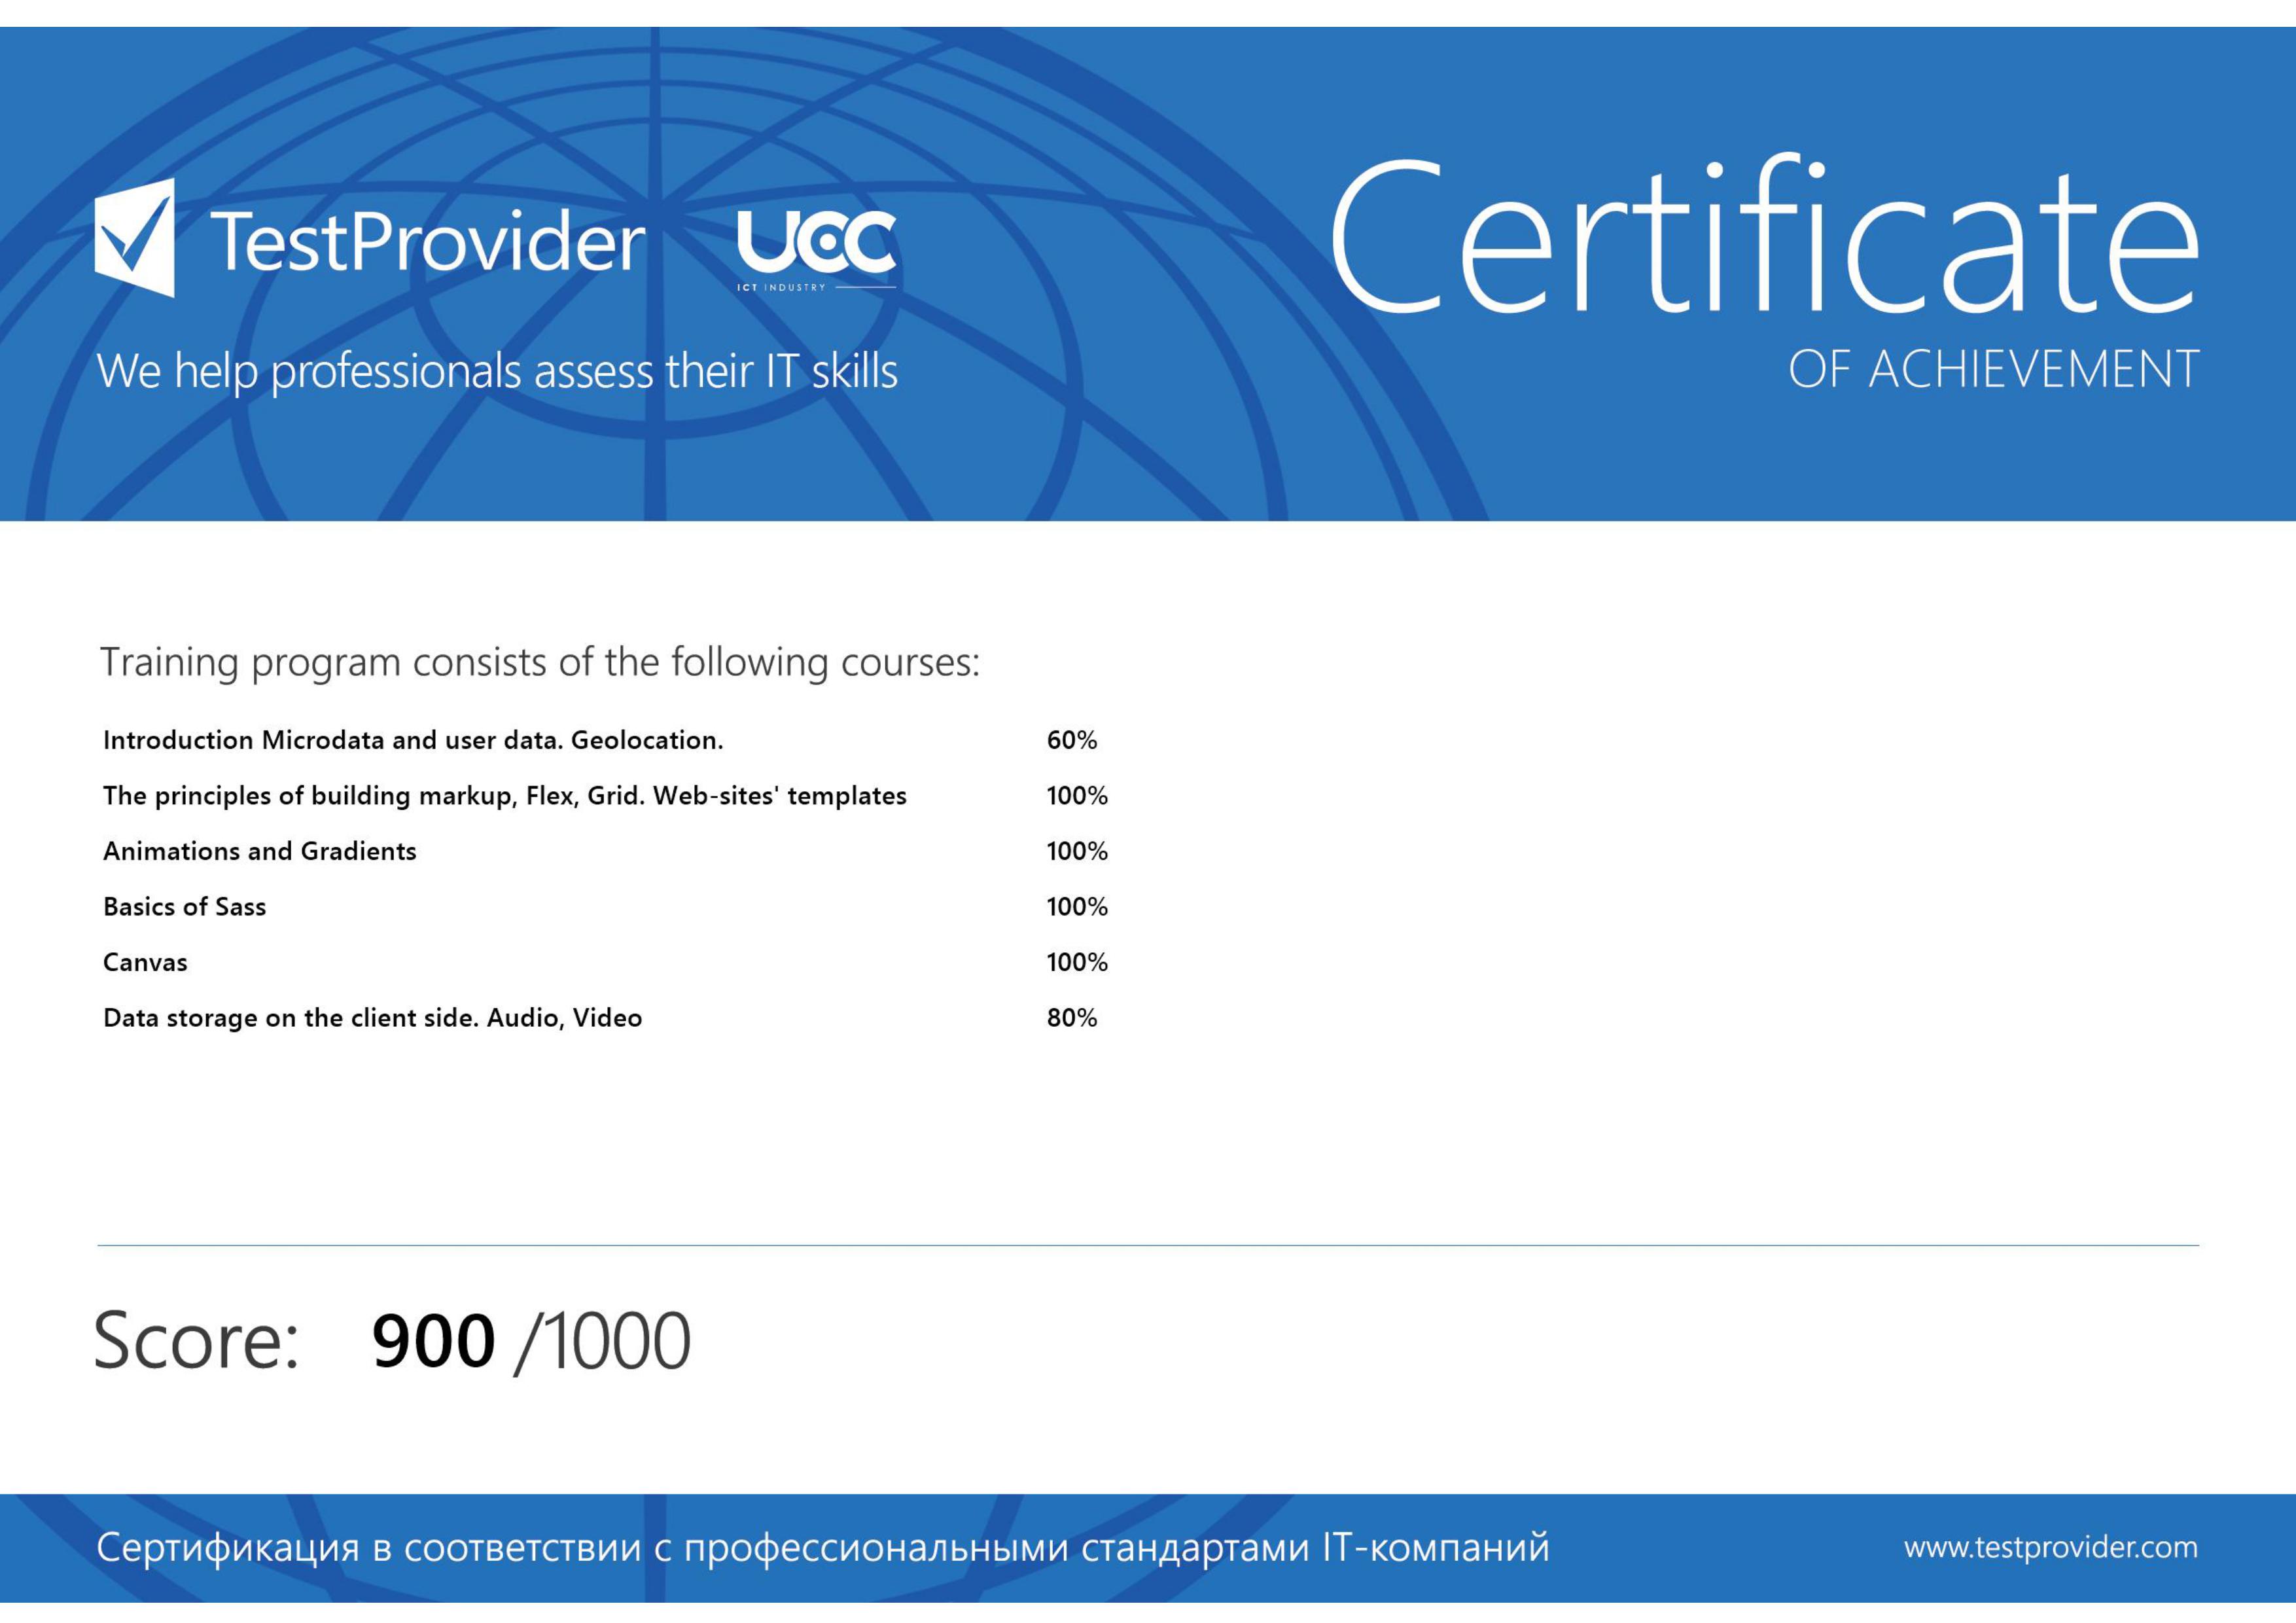 TestProvider
UCC
ICT INDUSTRY
We help professionals assess their IT skills
Certificate
OF ACHIEVEMENT
Training program consists of the following courses:
Introduction Microdata and user data. Geolocation. 60%
The principles of building markup, Flex, Grid. Web-sites' templates 100%
Animations and Gradients 100%
Basics of Sass 100%
Canvas 100%
Data storage on the client side. Audio, Video 80%
Score: 900 /1000
Сертификация в соответствии с профессиональными стандартами IT-компаний
www.testprovider.com